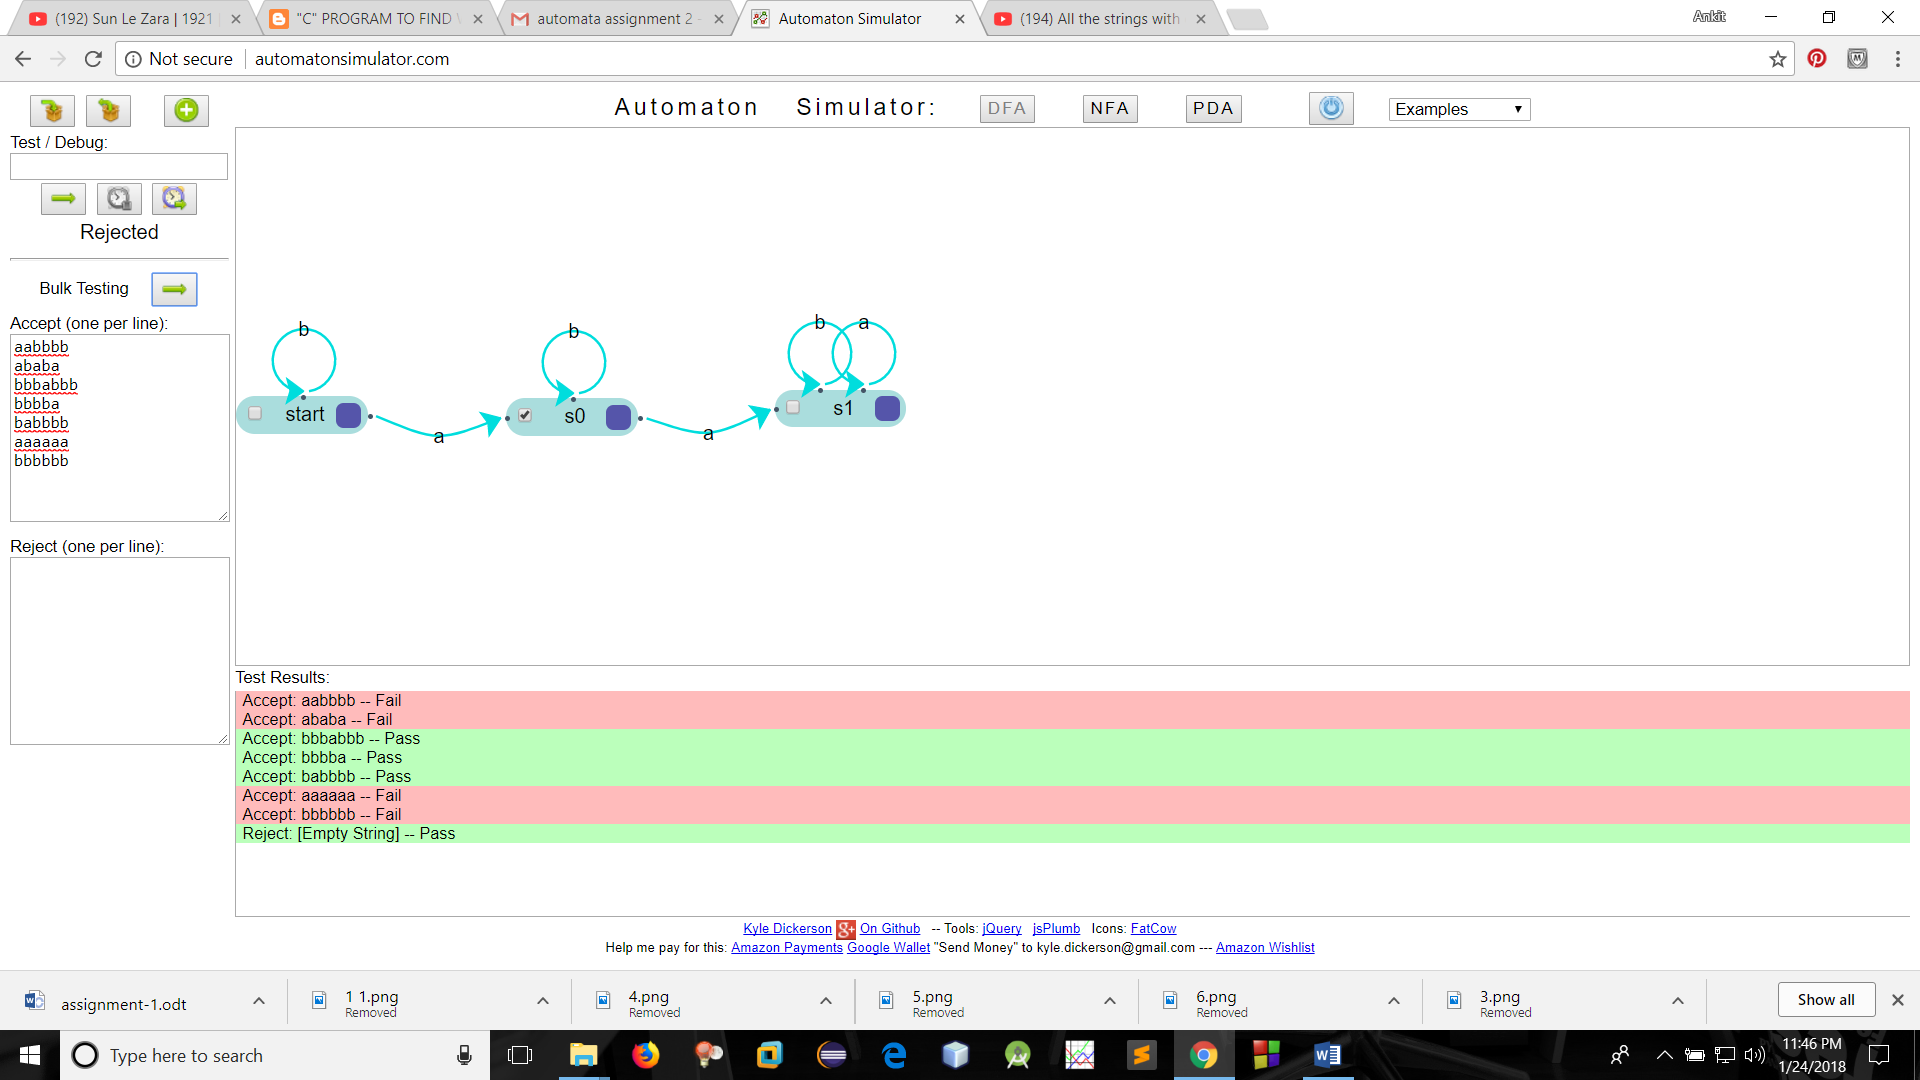 (192) Sun Le Zara | 1921
"C" PROGRAM TO FIND
automata assignment 2 -
Automaton Simulator
(194) All the strings with
Ankit
Not secure
automatonsimulator.com
Automaton Simulator:
DFA
NFA
PDA
Examples
Test / Debug:
Rejected
Bulk Testing
Accept (one per line):
aabbbb
ababa
bbbabbb
bbbba
babbbb
aaaaaa
bbbbbb
Reject (one per line):
b
b
b a
start
s0
s1
a
a
Test Results:
Accept: aabbbb -- Fail
Accept: ababa -- Fail
Accept: bbbabbb -- Pass
Accept: bbbba -- Pass
Accept: babbbb -- Pass
Accept: aaaaaa -- Fail
Accept: bbbbbb -- Fail
Reject: [Empty String] -- Pass
Kyle Dickerson g+ On Github -- Tools: jQuery jsPlumb Icons: FatCow
Help me pay for this: Amazon Payments Google Wallet "Send Money" to kyle.dickerson@gmail.com --- Amazon Wishlist
assignment-1.odt
1 1.png
Removed
4.png
Removed
5.png
Removed
6.png
Removed
3.png
Removed
Show all
Type here to search
11:46 PM
1/24/2018